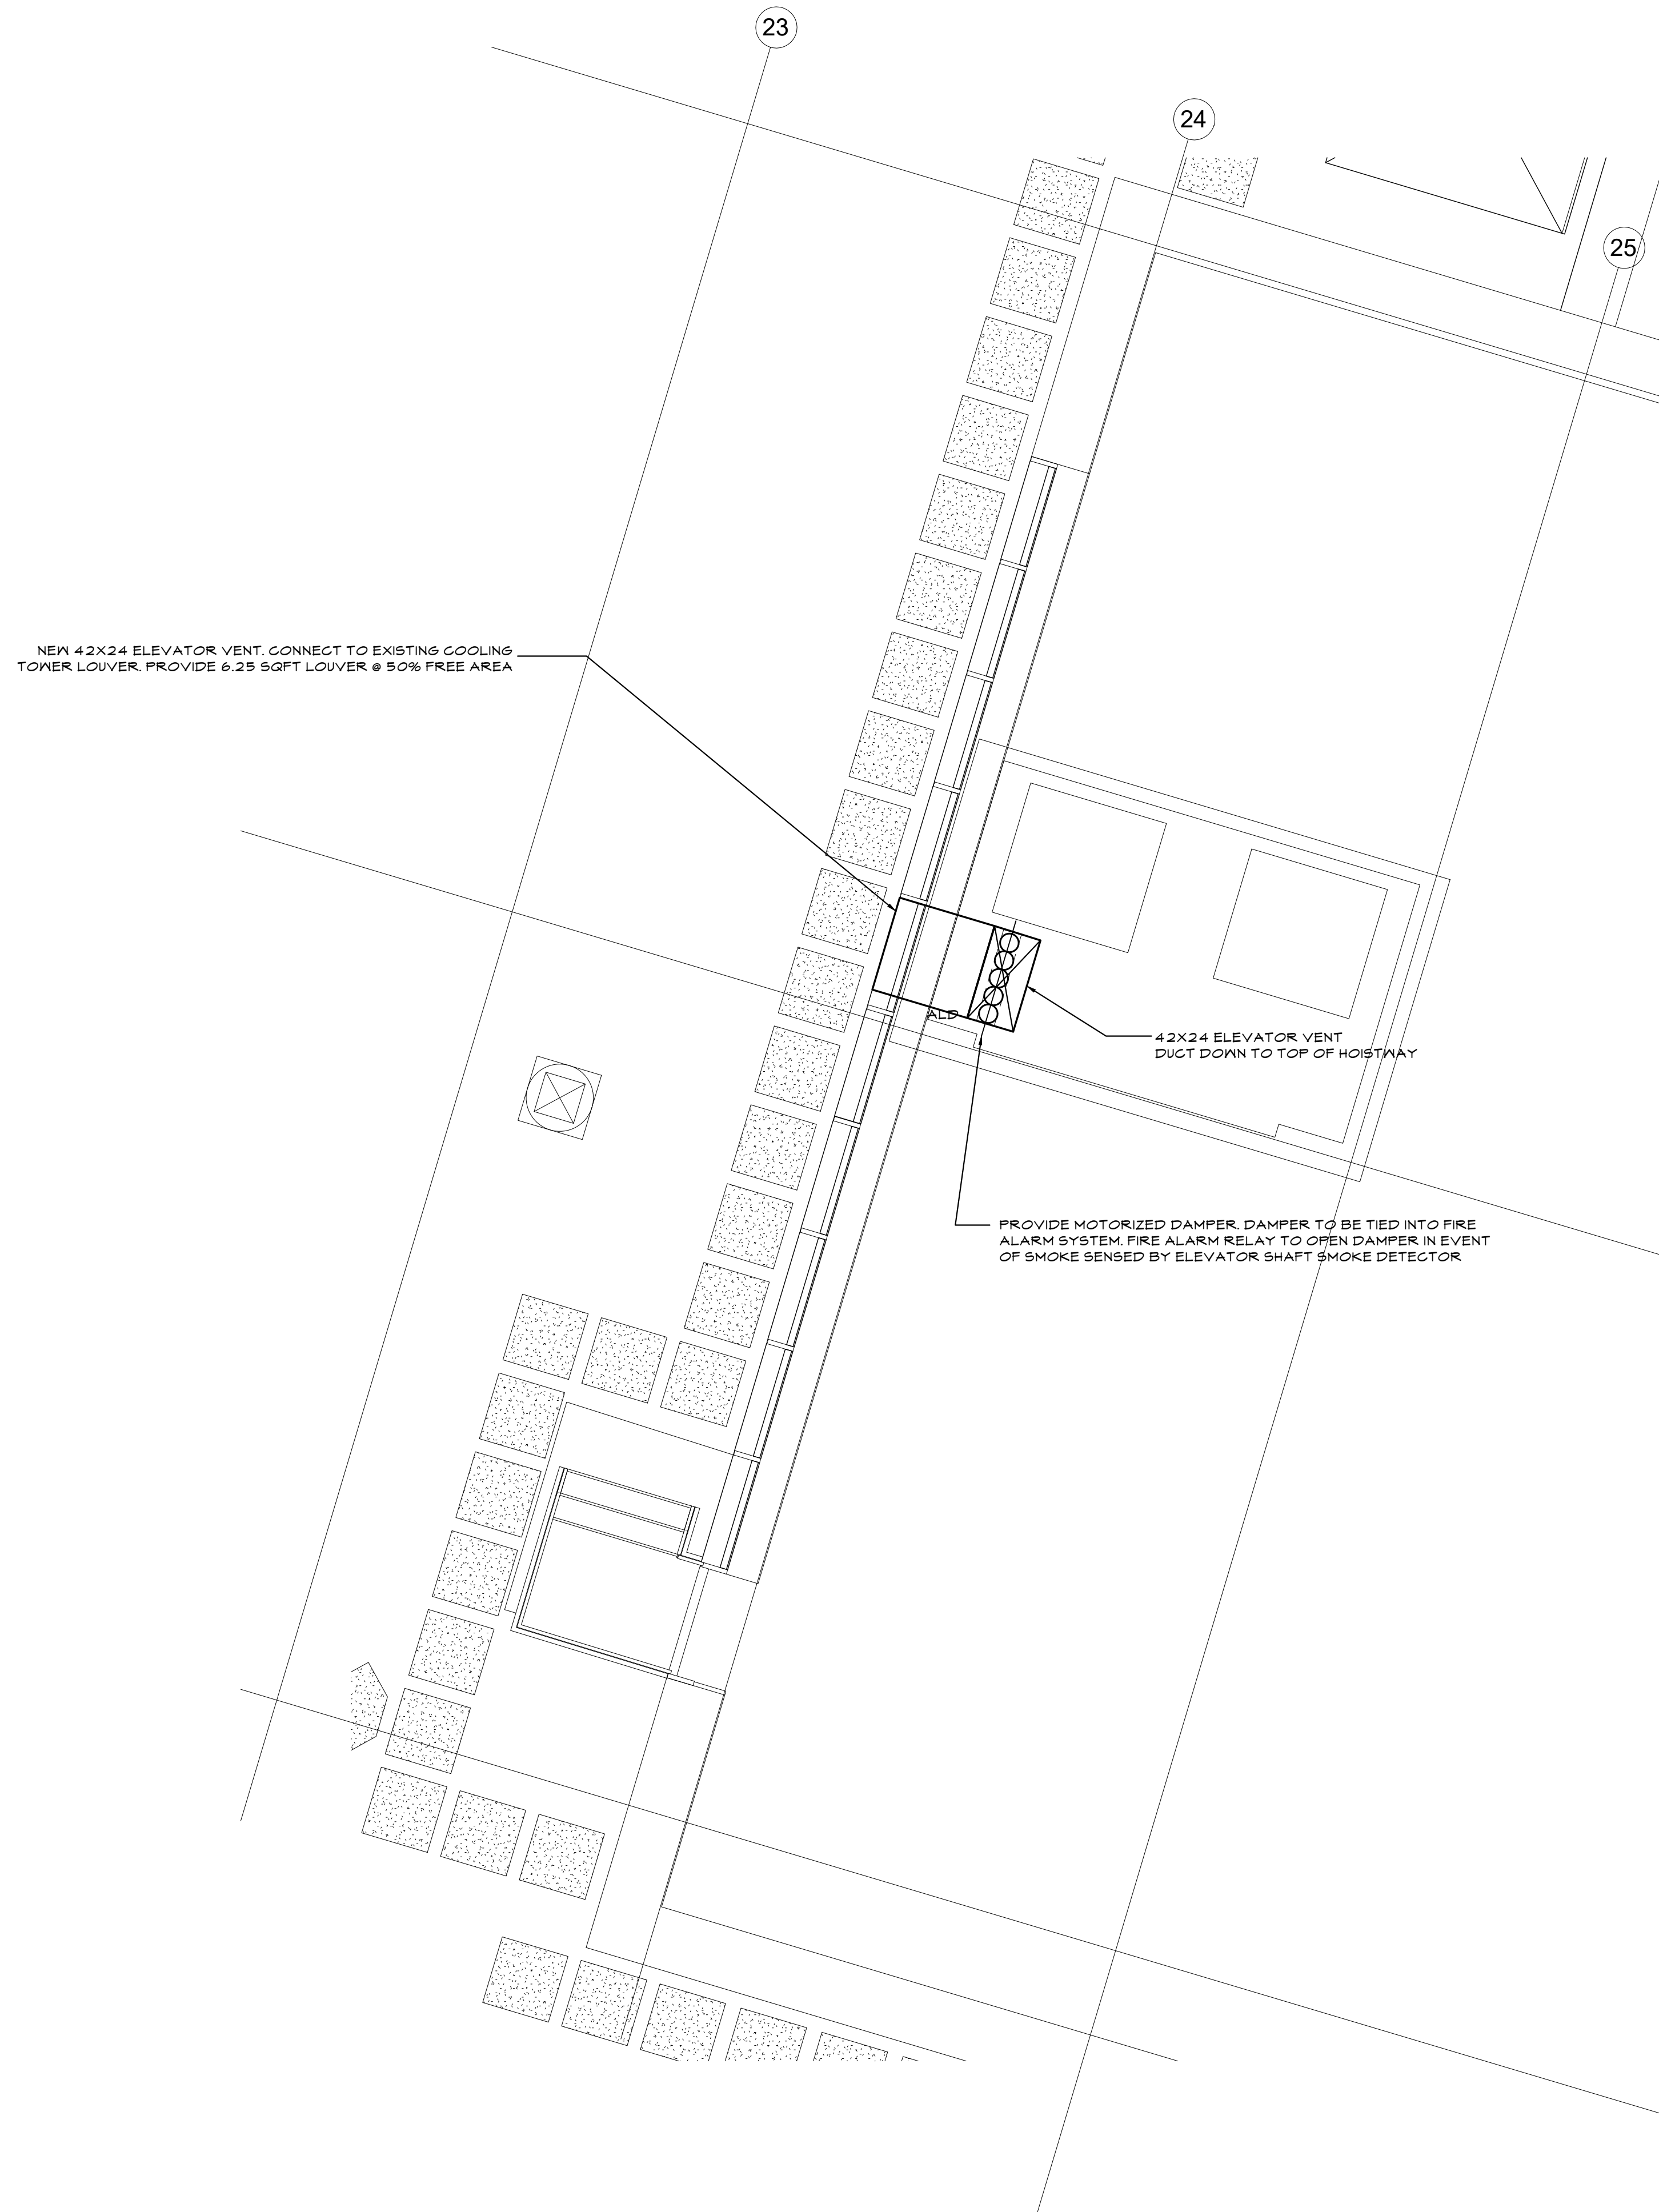 23
24
25
NEW 42X24 ELEVATOR VENT. CONNECT TO EXISTING COOLING
TOWER LOUVER. PROVIDE 6.25 SQFT LOUVER @ 50% FREE AREA
ALD
42X24 ELEVATOR VENT
DUCT DOWN TO TOP OF HOISTWAY
PROVIDE MOTORIZED DAMPER. DAMPER TO BE TIED INTO FIRE
ALARM SYSTEM. FIRE ALARM RELAY TO OPEN DAMPER IN EVENT
OF SMOKE SENSED BY ELEVATOR SHAFT SMOKE DETECTOR